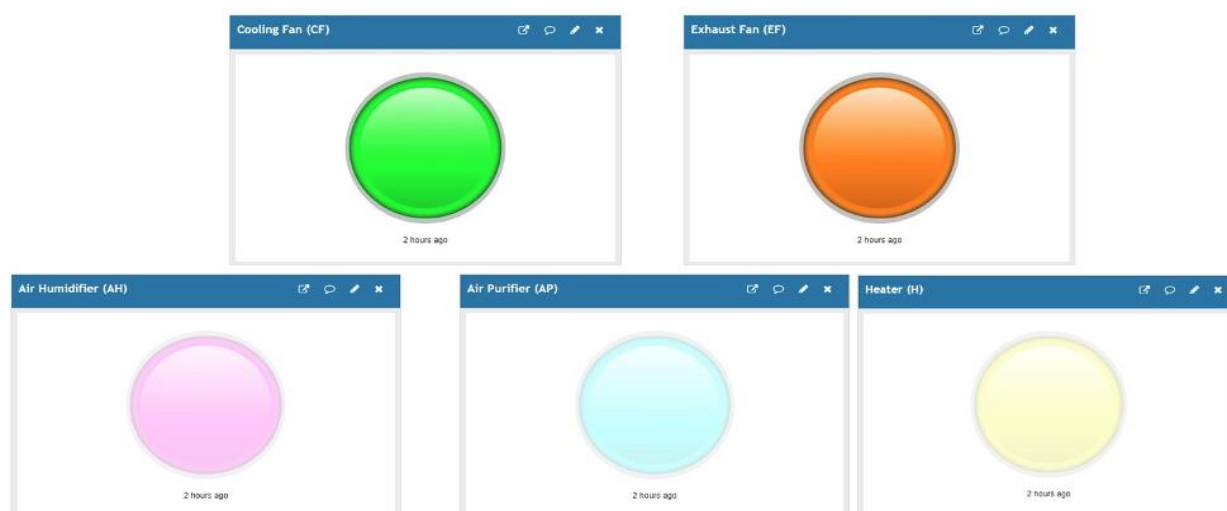 Cooling Fan (CF)
Exhaust Fan (EF)
2 hours ago
2 hours ago
Air Humidifier (AH)
Air Purifier (AP)
Heater (H)
2 hours ago
2 hours ago
2 hours ago